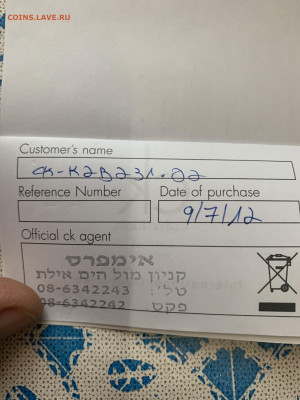 COINS.LAVE.RU
Customer's name
CK-K2B231.02
Reference Number Date of purchase
9/7/12
Official ck agent
אימפרס
קניון מול הים אילת
טל': 08-6342243
פקס 08-6342242